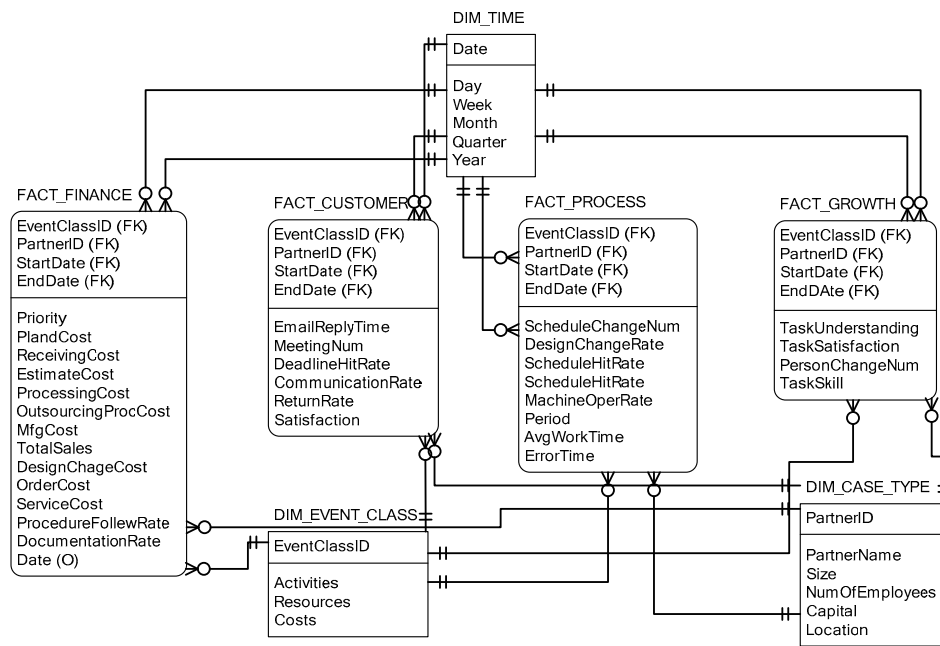 DIM_TIME
Date
Day
Week
Month
Quarter
Year
FACT_FINANCE
EventClassID (FK)
PartnerID (FK)
StartDate (FK)
EndDate (FK)
Priority
PlandCost
ReceivingCost
EstimateCost
ProcessingCost
OutsourcingProcCost
MfgCost
TotalSales
DesignChageCost
OrderCost
ServiceCost
ProcedureFollewRate
DocumentationRate
Date (O)
FACT_CUSTOMER
EventClassID (FK)
PartnerID (FK)
StartDate (FK)
EndDate (FK)
EmailReplyTime
MeetingNum
DeadlineHitRate
CommunicationRate
ReturnRate
Satisfaction
FACT_PROCESS
EventClassID (FK)
PartnerID (FK)
StartDate (FK)
EndDate (FK)
ScheduleChangeNum
DesignChangeRate
ScheduleHitRate
ScheduleHitRate
MachineOperRate
Period
AvgWorkTime
ErrorTime
FACT_GROWTH
EventClassID (FK)
PartnerID (FK)
StartDate (FK)
EndDAte (FK)
TaskUnderstanding
TaskSatisfaction
PersonChangeNum
TaskSkill
DIM_EVENT_CLASS
EventClassID
Activities
Resources
Costs
DIM_CASE_TYPE
PartnerID
PartnerName
Size
NumOfEmployees
Capital
Location